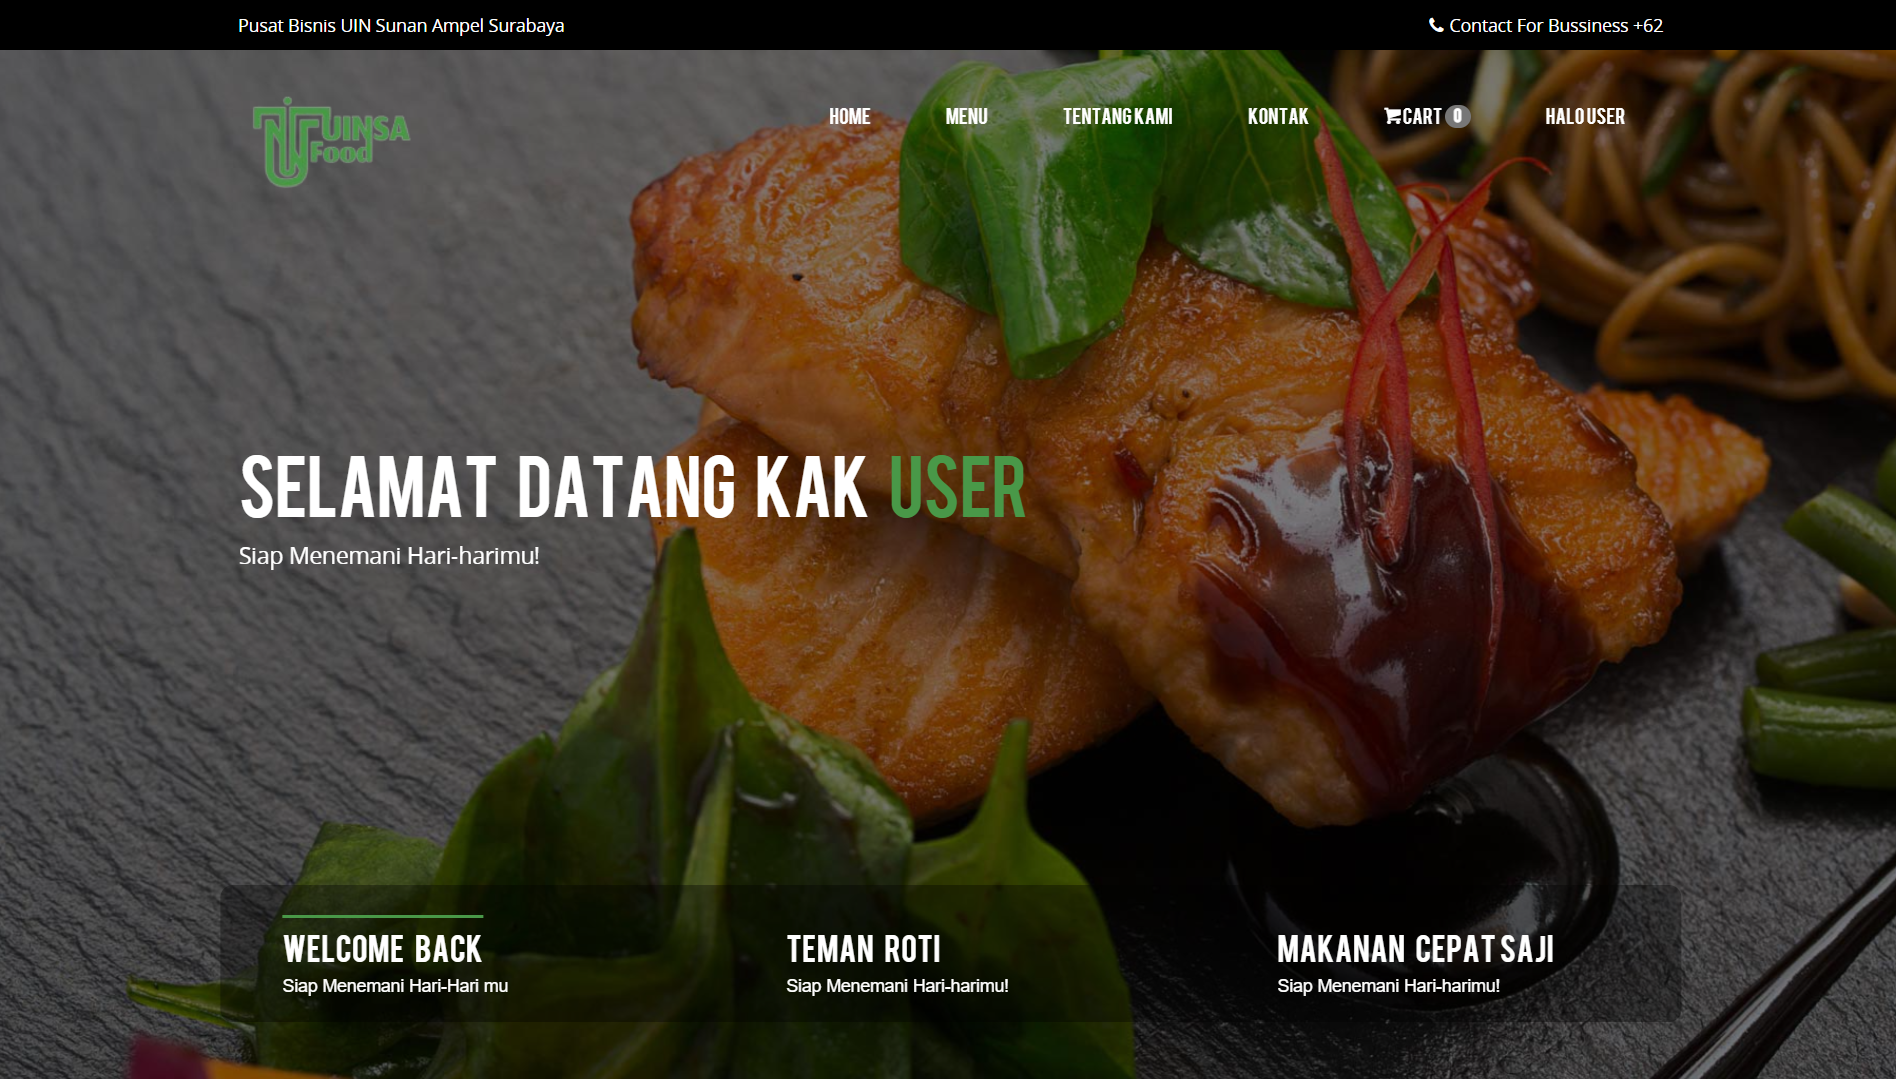 Pusat Bisnis UIN Sunan Ampel Surabaya
Contact For Bussiness +62
UINSA
Food
HOME
MENU
TENTANG KAMI
KONTAK
CART 0
HALO USER
SELAMAT DATANG KAK USER
Siap Menemani Hari-harimu!
WELCOME BACK
Siap Menemani Hari-Hari mu
TEMAN ROTI
Siap Menemani Hari-harimu!
MAKANAN CEPAT SAJI
Siap Menemani Hari-harimu!